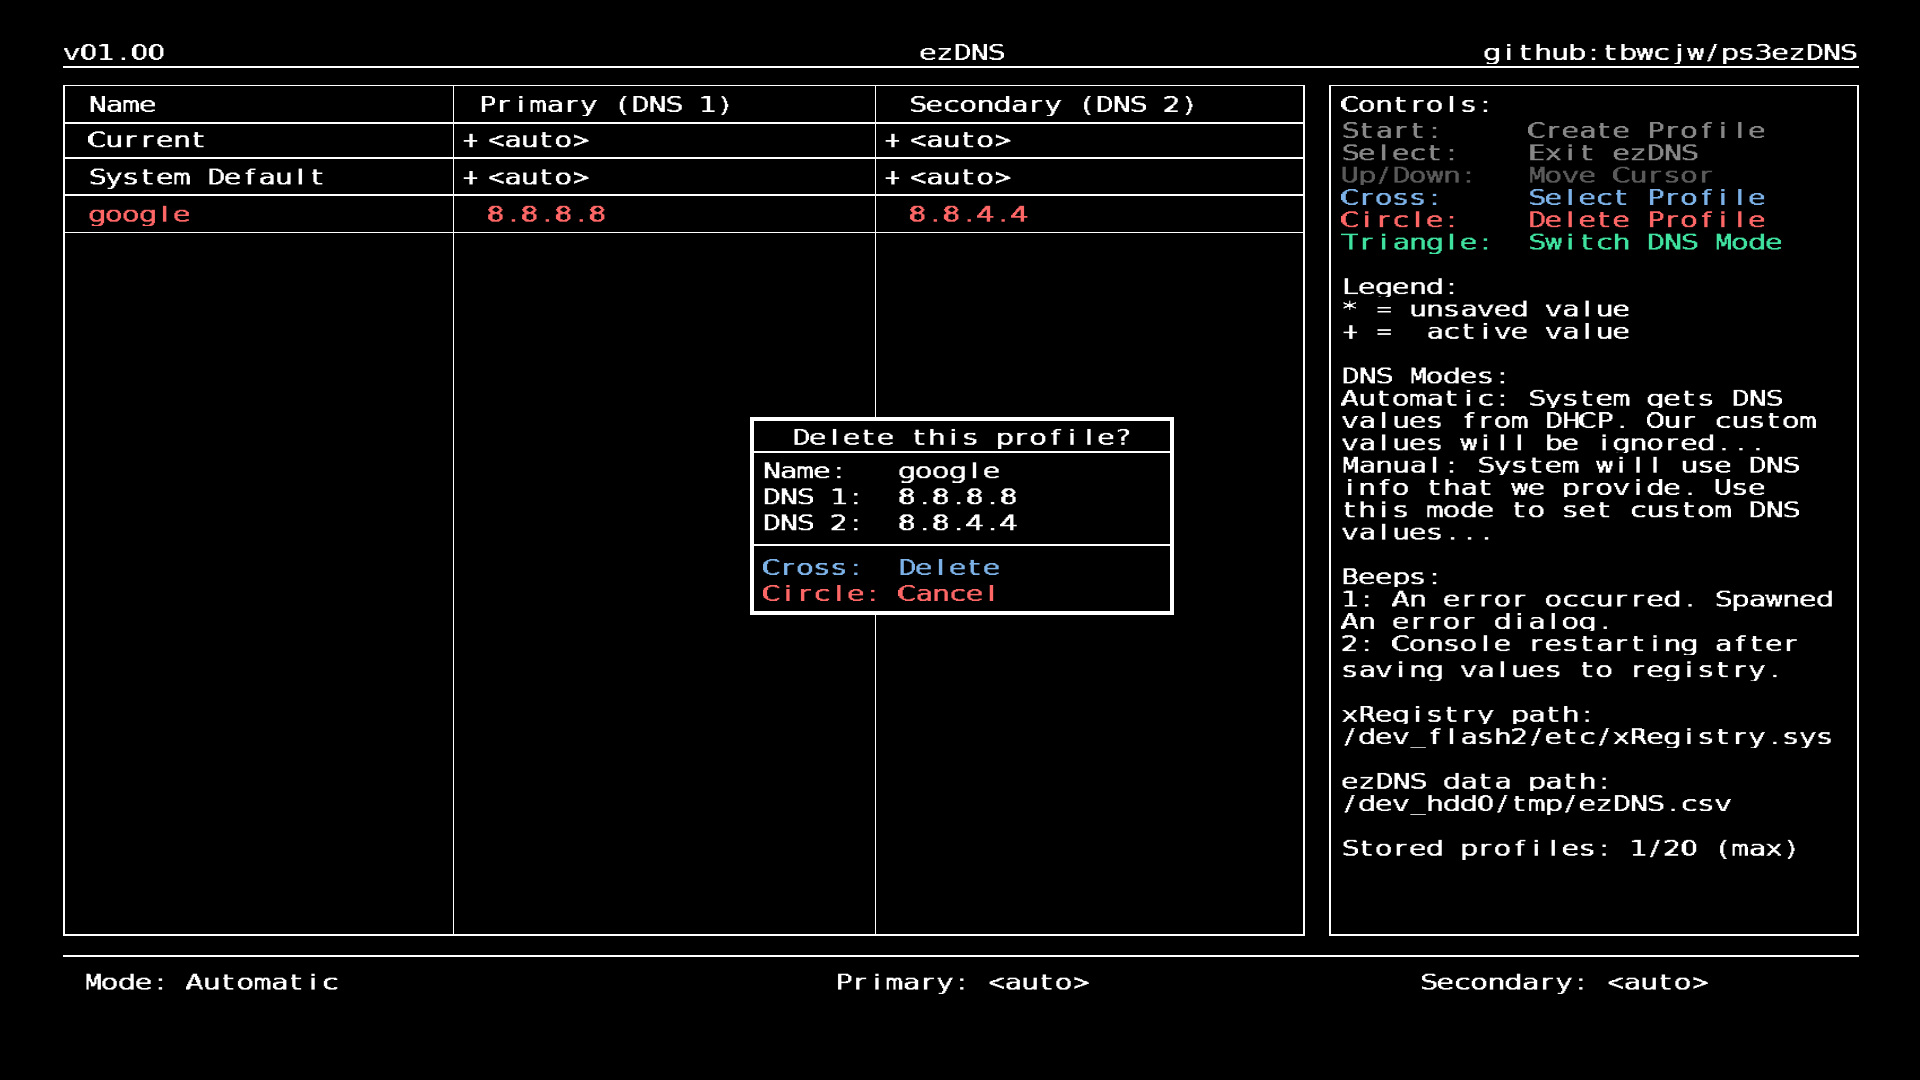 v01.00 ezDNS github:tbwcjw/ps3ezDNS
Name Primary (DNS 1) Secondary (DNS 2)
Current + <auto> + <auto>
System Default + <auto> + <auto>
google 8.8.8.8 8.8.4.4
Delete this profile?
Name: google
DNS 1: 8.8.8.8
DNS 2: 8.8.4.4
Cross: Delete
Circle: Cancel
Controls:
Start: Create Profile
Select: Exit ezDNS
Up/Down: Move Cursor
Cross: Select Profile
Circle: Delete Profile
Triangle: Switch DNS Mode
Legend:
* = unsaved value
+ = active value
DNS Modes:
Automatic: System gets DNS
values from DHCP. Our custom
values will be ignored...
Manual: System will use DNS
info that we provide. Use
this mode to set custom DNS
values...
Beeps:
1: An error occurred. Spawned
An error dialog.
2: Console restarting after
saving values to registry.
xRegistry path:
/dev_flash2/etc/xRegistry.sys
ezDNS data path:
/dev_hdd0/tmp/ezDNS.csv
Stored profiles: 1/20 (max)
Mode: Automatic Primary: <auto> Secondary: <auto>